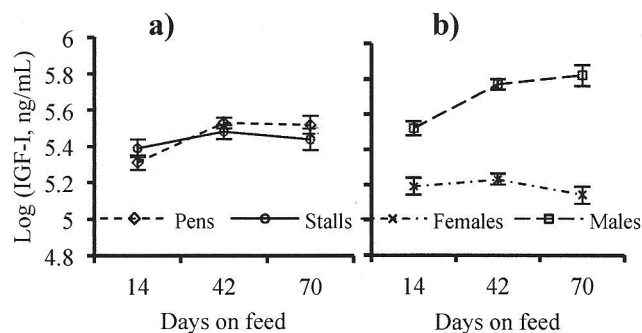 a)
b)
Log (IGF-I, ng/mL)
6
5.8
5.6
5.4
5.2
5
4.8
Pens Stalls Females Males
14 42 70 14 42 70
Days on feed Days on feed